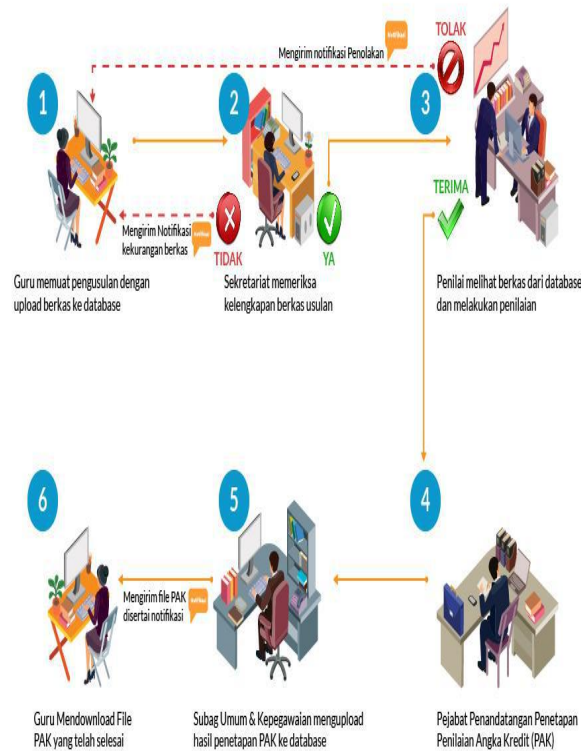 TOLAK
Mengirim notifikasi Penolakan
Notifikasi
1
2
3
TERIMA
Mengirim Notifikasi
kekurangan berkas
Notifikasi
TIDAK
YA
Guru memuat pengusulan dengan
upload berkas ke database
Sekretariat memeriksa
kelengkapan berkas usulan
Penilai melihat berkas dari database
dan melakukan penilaian
6
5
4
Mengirim file PAK
disertai notifikasi
Notifikasi
Guru Mendownload File
PAK yang telah selesai
Subag Umum & Kepegawaian mengupload
hasil penetapan PAK ke database
Pejabat Penandatangan Penetapan
Penilaian Angka Kredit (PAK)